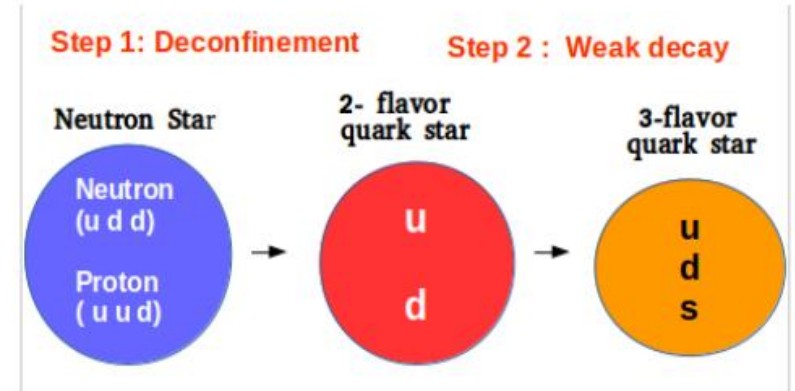 Step 1: Deconfinement
Step 2 : Weak decay
Neutron Star
2- flavor
quark star
3-flavor
quark star
Neutron
(u d d)
Proton
( u u d)
u
d
u
d
s